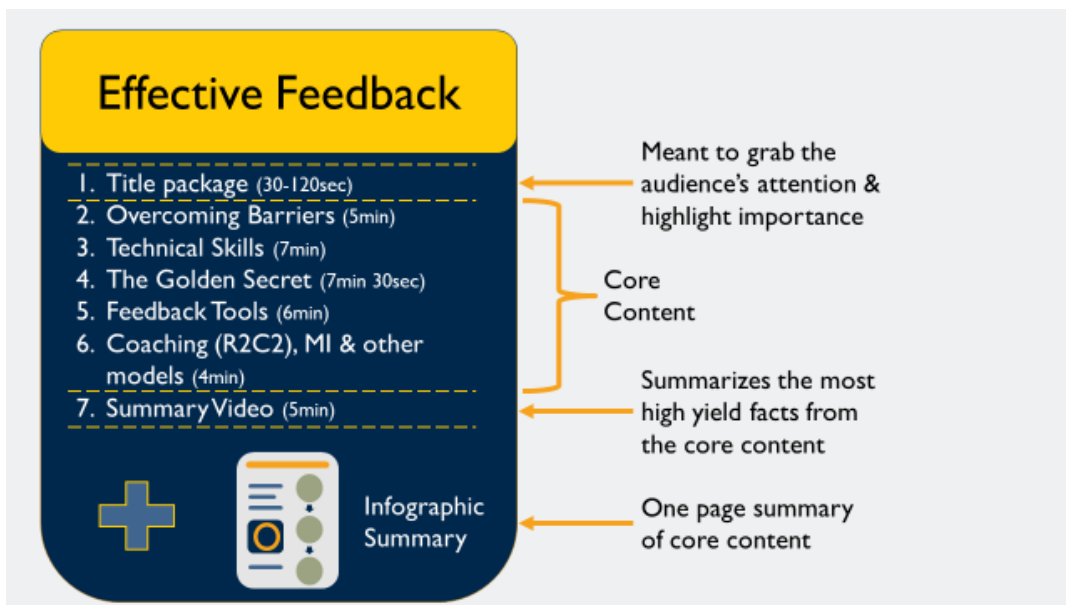 Effective Feedback
1. Title package (30-120sec)
2. Overcoming Barriers (5min)
3. Technical Skills (7min)
4. The Golden Secret (7min 30sec)
5. Feedback Tools (6min)
6. Coaching (R2C2), MI & other
models (4min)
7. Summary Video (5min)
Infographic
Summary
Meant to grab the
audience's attention &
highlight importance
Core
Content
Summarizes the most
high yield facts from
the core content
One page summary
of core content